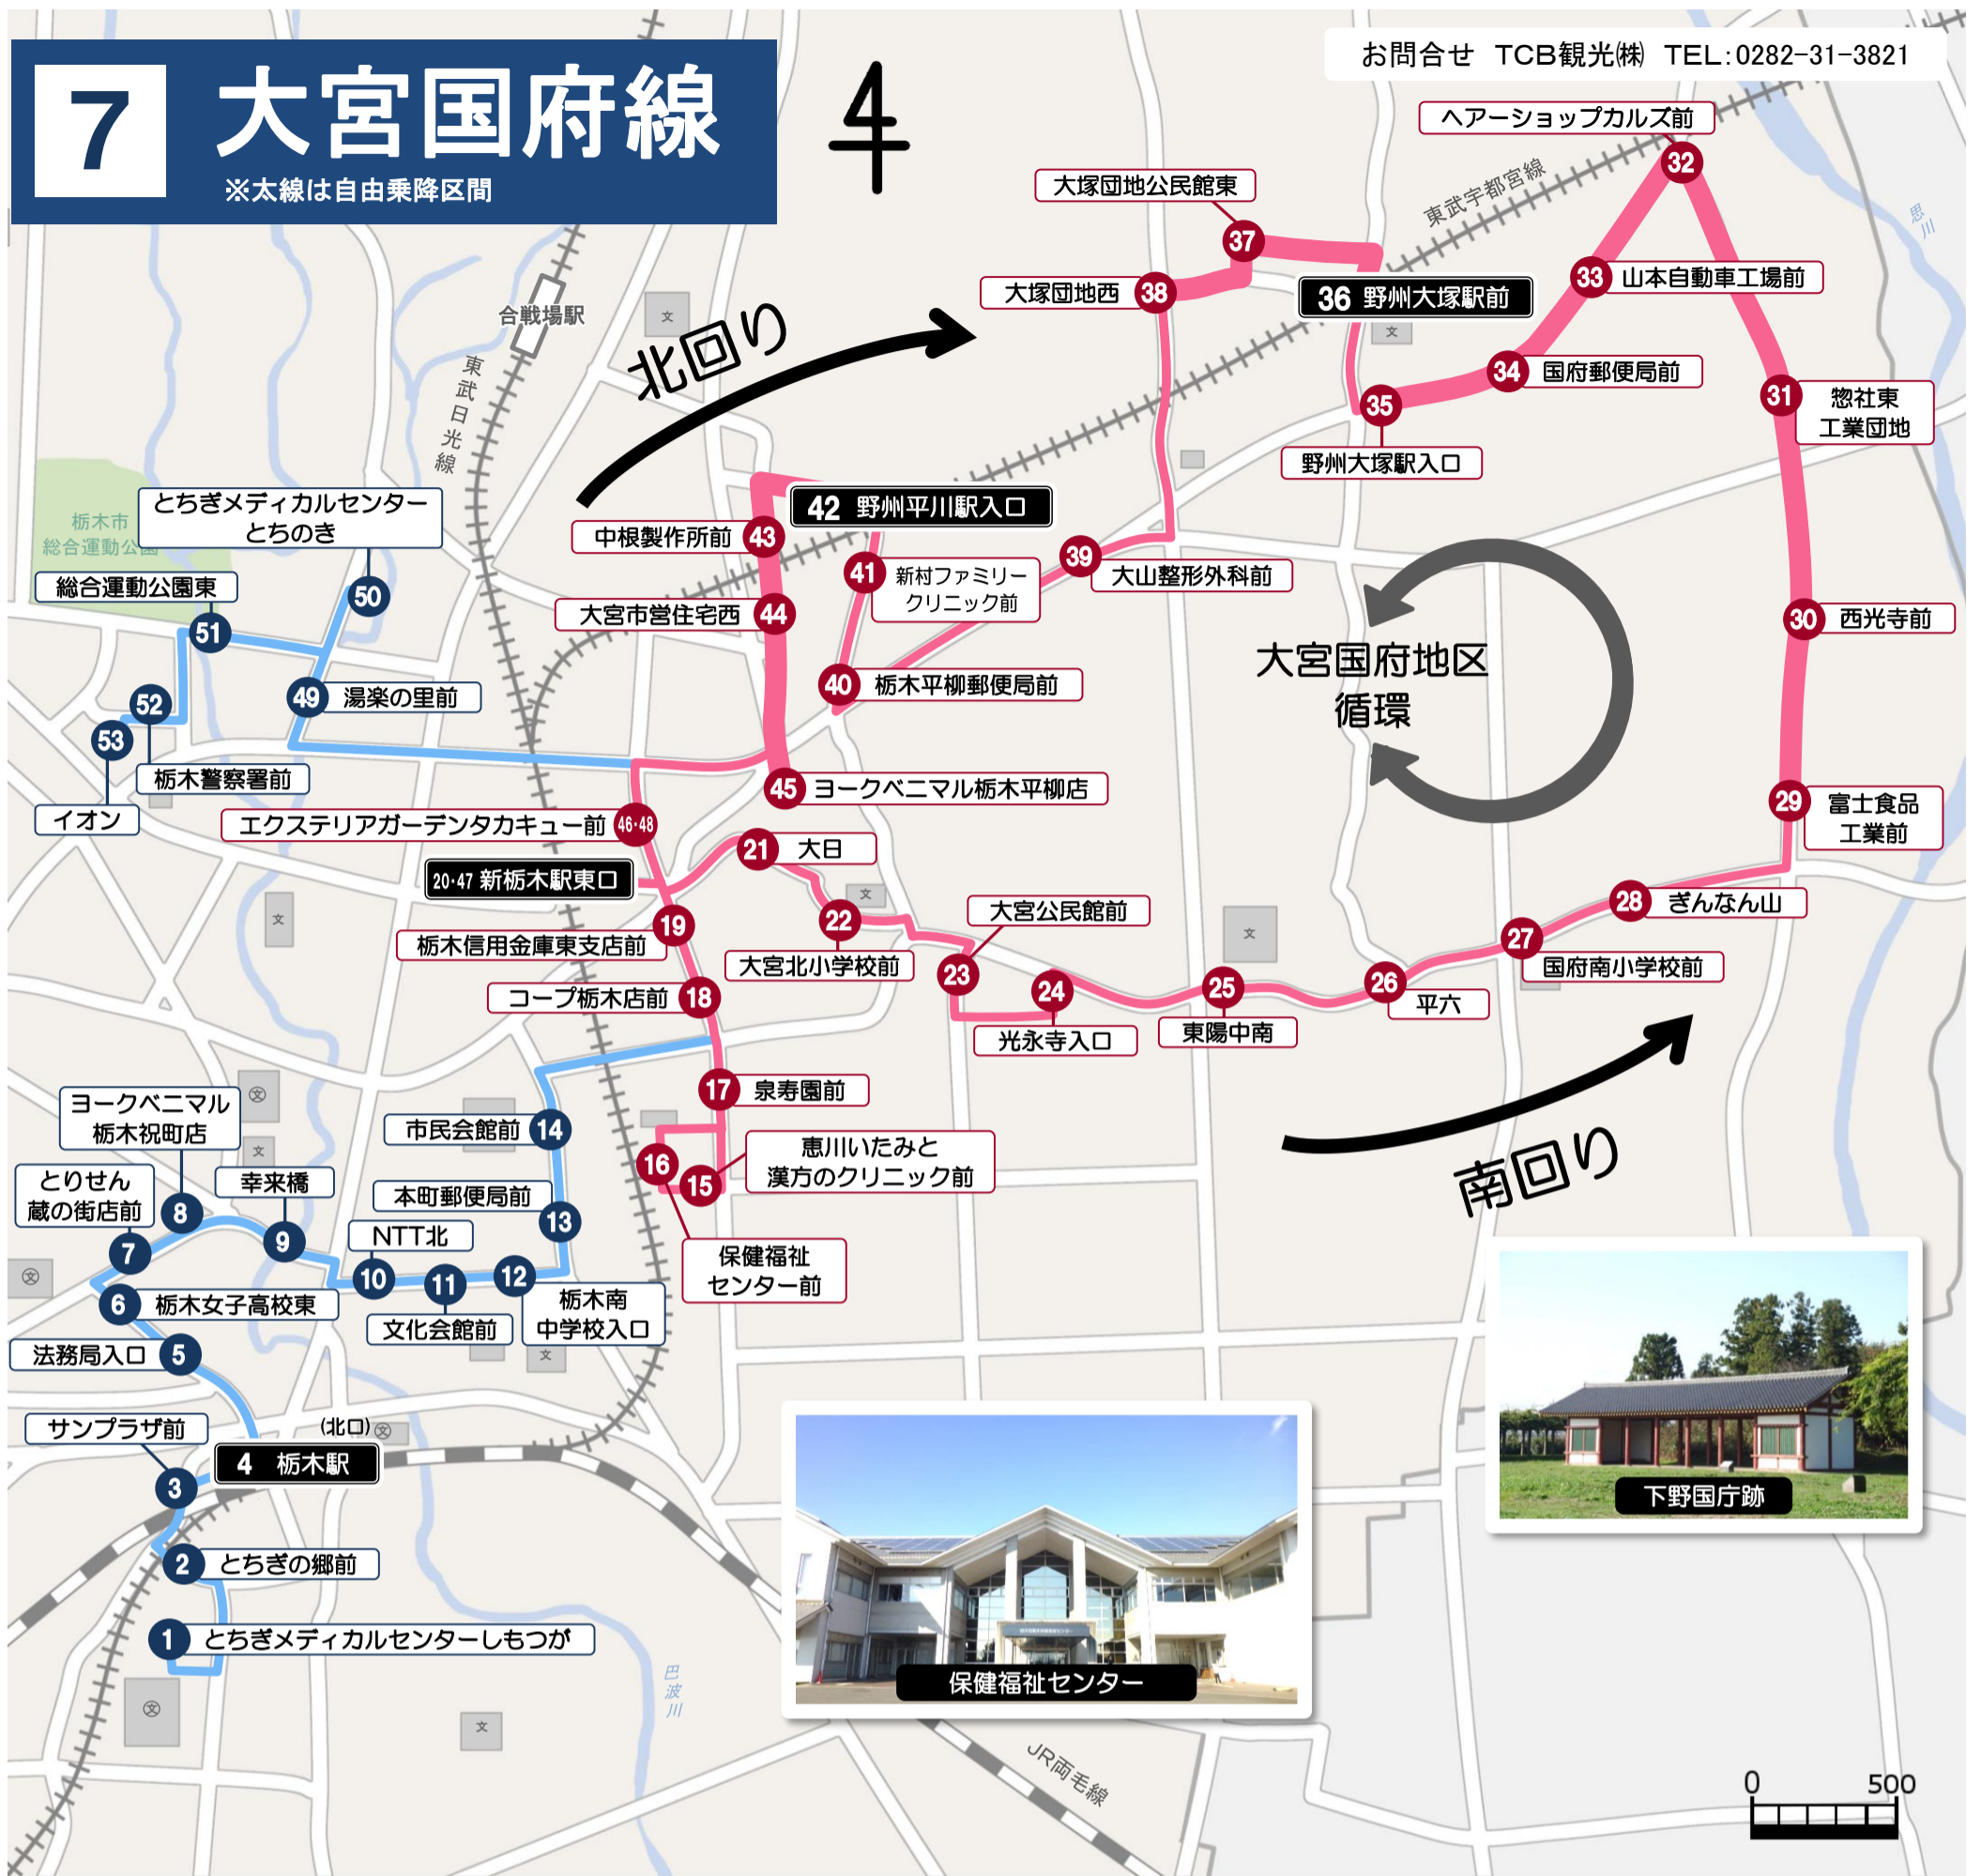 7 大宮国府線
※太線は自由乗降区間
お問合せ TCB観光㈱ TEL:0282-31-3821
ヘアーショップカルズ前
32
大塚団地公民館東
37
東武宇都宮線
思川
33 山本自動車工場前
大塚団地西 38
36 野州大塚駅前
合戦場駅
文
文
北回り
東武日光線
34 国府郵便局前
35
31 惣社東
工業団地
野州大塚駅入口
とちぎメディカルセンター
とちのき
栃木市
総合運動公園
42 野州平川駅入口
中根製作所前 43
39
大山整形外科前
41 新村ファミリー
クリニック前
総合運動公園東
50
51
大宮市営住宅西 44
30 西光寺前
大宮国府地区
循環
40 栃木平柳郵便局前
49 湯楽の里前
52
53
栃木警察署前
イオン
45 ヨークベニマル栃木平柳店
29 富士食品
工業前
エクステリアガーデンタカキュー前 46・48
21 大日
20・47 新栃木駅東口
文
文
文
28 ぎんなん山
大宮公民館前
22
大宮北小学校前
19
栃木信用金庫東支店前
27
国府南小学校前
23
24
25
26
平六
コープ栃木店前 18
光永寺入口
東陽中南
17 泉寿園前
文
文
ヨークベニマル
栃木祝町店
市民会館前 14
恵川いたみと
漢方のクリニック前
16
15
南回り
とりせん
蔵の街店前
幸来橋
本町郵便局前
13
8
9
7
NTT北
10
11
12
保健福祉
センター前
文
6 栃木女子高校東
文化会館前
栃木南
中学校入口
文
法務局入口 5
サンプラザ前
(北口)
文
4 栃木駅
3
下野国庁跡
2 とちぎの郷前
1 とちぎメディカルセンターしもつが
巴波川
保健福祉センター
文
文
JR両毛線
0 500